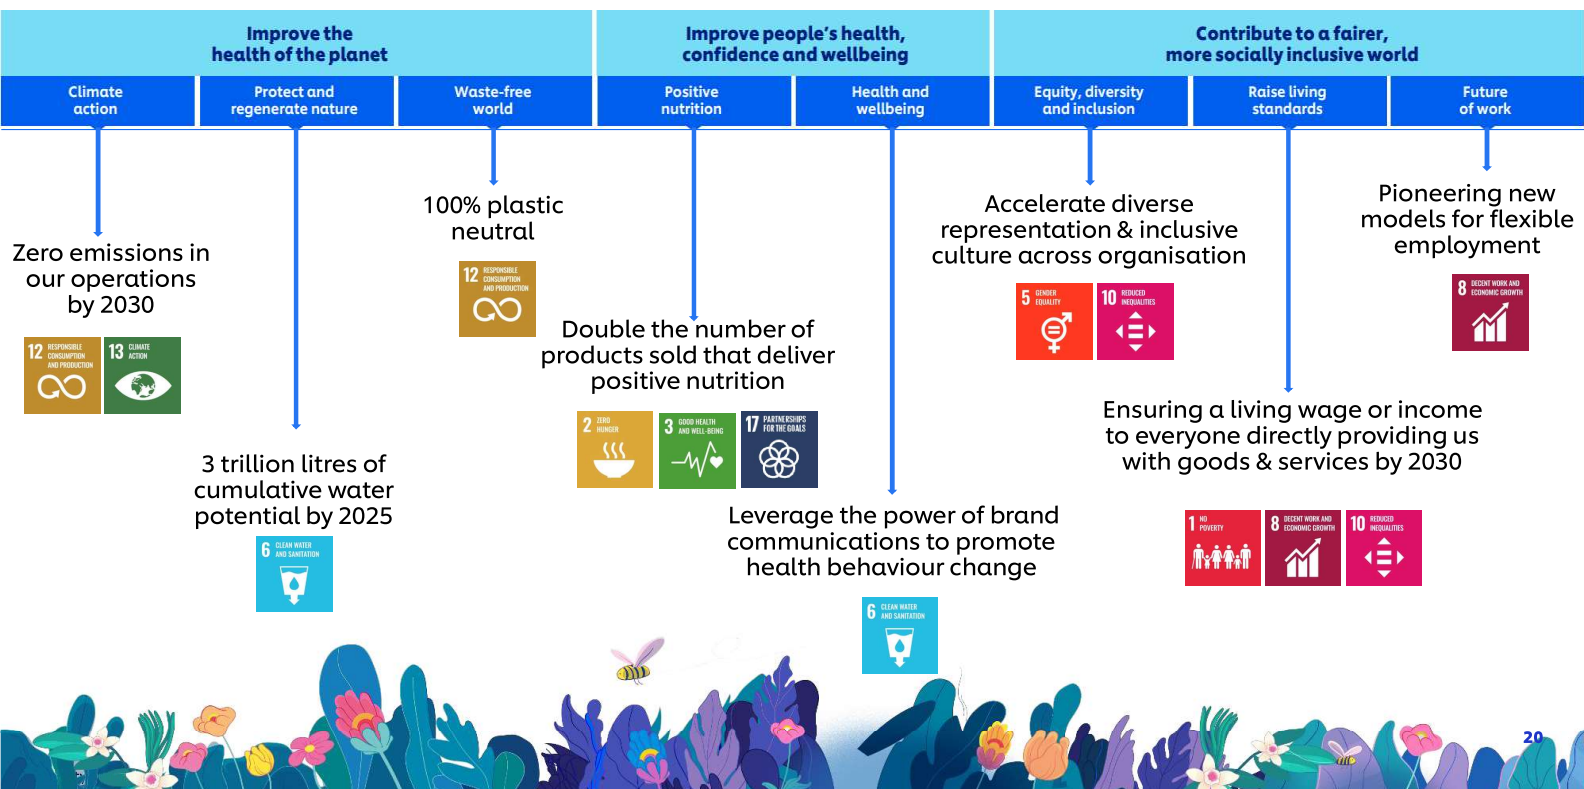 Improve the
health of the planet
Improve people's health,
confidence and wellbeing
Contribute to a fairer,
more socially inclusive world
Climate
action
Protect and
regenerate nature
Waste-free
world
Positive
nutrition
Health and
wellbeing
Equity, diversity
and inclusion
Raise living
standards
Future
of work
Zero emissions in
our operations
by 2030
12 RESPONSIBLE
CONSUMPTION
AND PRODUCTION
13 CLIMATE
ACTION
3 trillion litres of
cumulative water
potential by 2025
6 CLEAN WATER
AND SANITATION
100% plastic
neutral
12 RESPONSIBLE
CONSUMPTION
AND PRODUCTION
Double the number of
products sold that deliver
positive nutrition
2 ZERO
HUNGER
3 GOOD HEALTH
AND WELL-BEING
17 PARTNERSHIPS
FOR THE GOALS
Leverage the power of brand
communications to promote
health behaviour change
6 CLEAN WATER
AND SANITATION
Accelerate diverse
representation & inclusive
culture across organisation
5 GENDER
EQUALITY
10 REDUCED
INEQUALITIES
Ensuring a living wage or income
to everyone directly providing us
with goods & services by 2030
1 NO
POVERTY
8 DECENT WORK AND
ECONOMIC GROWTH
10 REDUCED
INEQUALITIES
Pioneering new
models for flexible
employment
8 DECENT WORK AND
ECONOMIC GROWTH
20